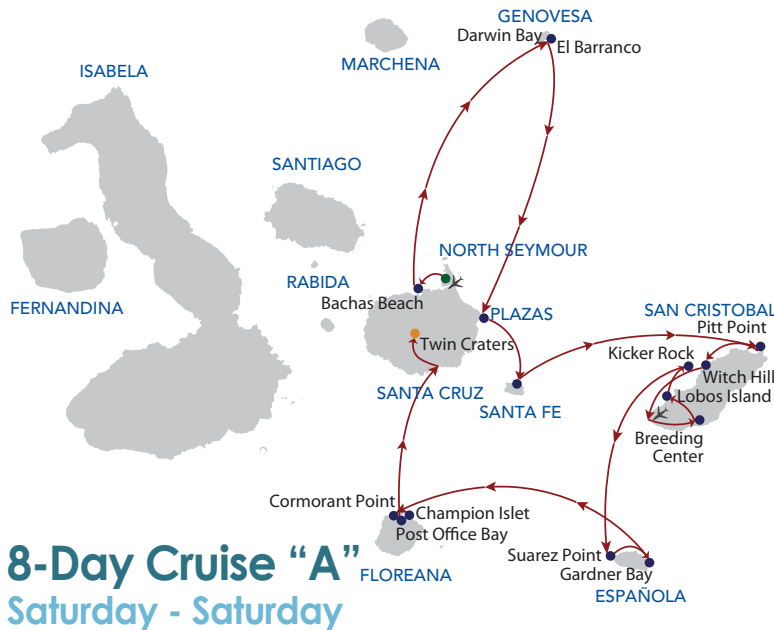 GENOVESA
Darwin Bay
El Barranco
MARCHENA
ISABELA
SANTIAGO
NORTH SEYMOUR
RABIDA
Bachas Beach
FERNANDINA
PLAZAS
SAN CRISTOBAL
Pitt Point
Twin Craters
Kicker Rock
Witch Hill
SANTA CRUZ
Lobos Island
SANTA FE
Breeding
Center
Cormorant Point
Champion Islet
Post Office Bay
Suarez Point
Gardner Bay
FLOREANA
ESPAÑOLA
8-Day Cruise “A”
Saturday - Saturday